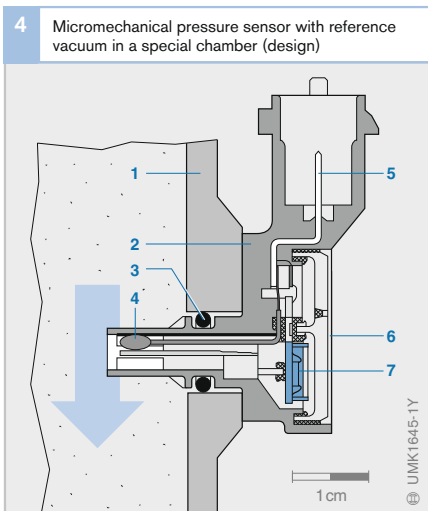 4
Micromechanical pressure sensor with reference
vacuum in a special chamber (design)
1
5
2
3
4
6
7
1 cm
UMK1645-1Y